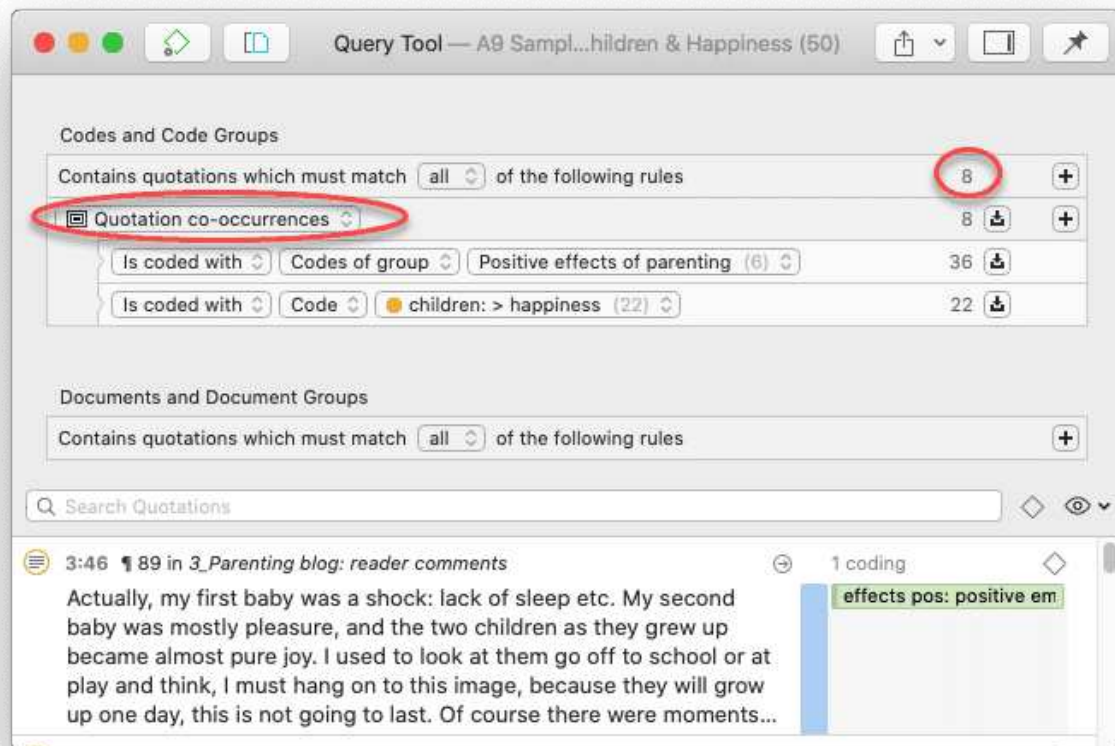 Query Tool — A9 Sampl...hildren & Happiness (50)
Codes and Code Groups
Contains quotations which must match all of the following rules 8
Quotation co-occurrences 8
Is coded with Codes of group Positive effects of parenting (6) 36
Is coded with Code children: > happiness (22) 22
Documents and Document Groups
Contains quotations which must match all of the following rules
Search Quotations
3:46 ¶ 89 in 3_Parenting blog: reader comments 1 coding
Actually, my first baby was a shock: lack of sleep etc. My second effects pos: positive em
baby was mostly pleasure, and the two children as they grew up
became almost pure joy. I used to look at them go off to school or at
play and think, I must hang on to this image, because they will grow
up one day, this is not going to last. Of course there were moments...